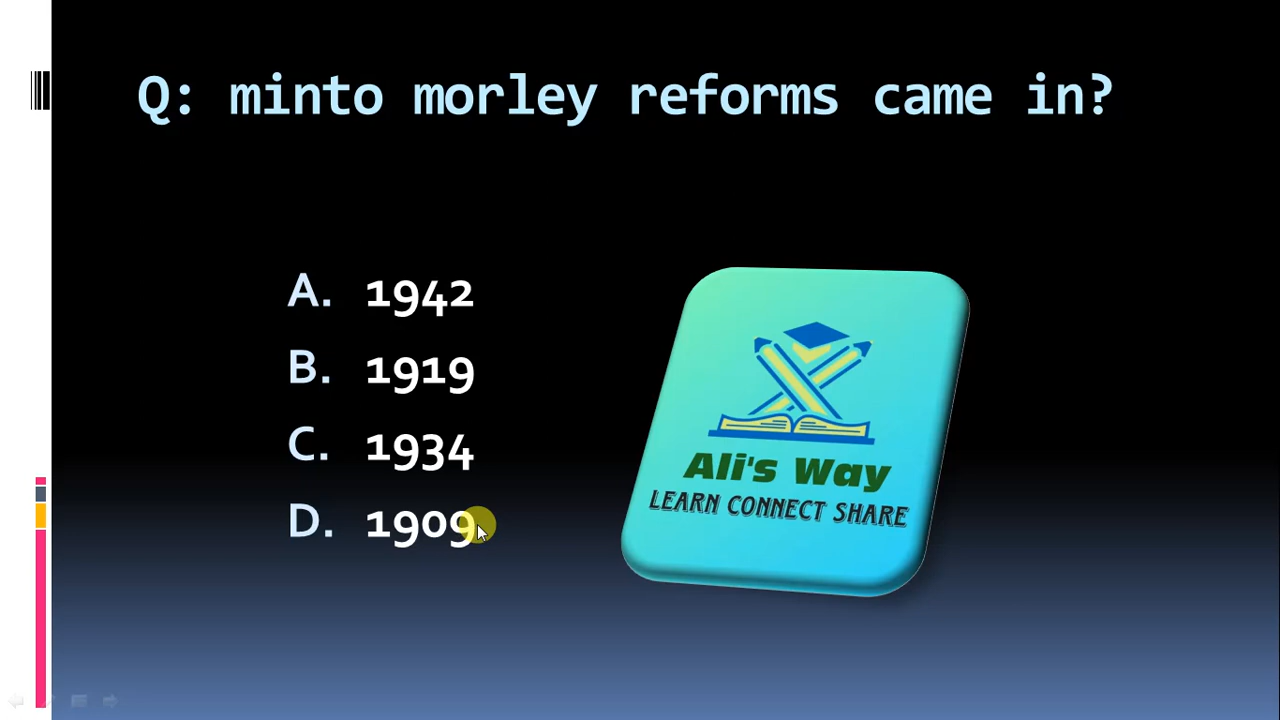 Q: minto morley reforms came in?
A. 1942
B. 1919
C. 1934
D. 1909
Ali's Way
LEARN CONNECT SHARE